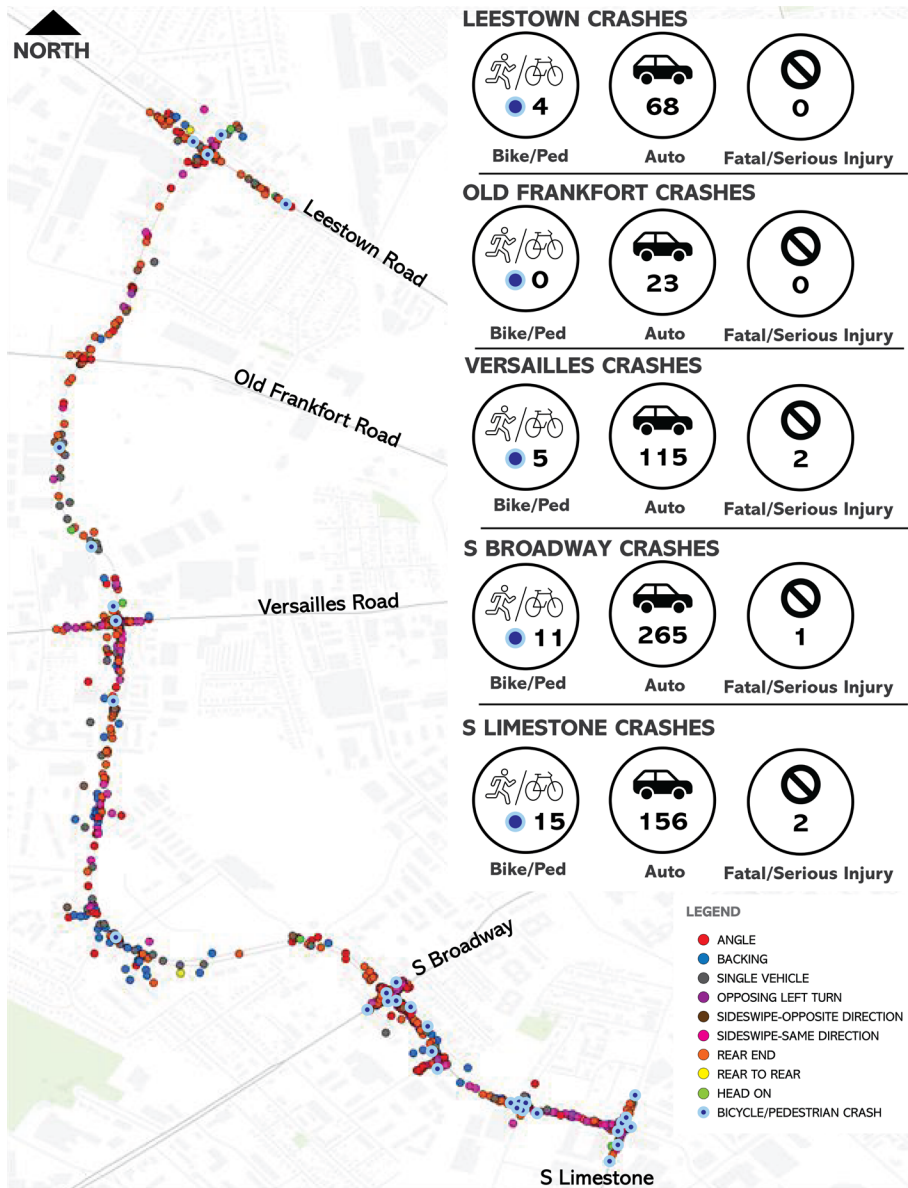 NORTH
Leestown Road
Old Frankfort Road
Versailles Road
S Broadway
S Limestone
LEESTOWN CRASHES
4
68
0
Bike/Ped
Auto
Fatal/Serious Injury
OLD FRANKFORT CRASHES
0
23
0
Bike/Ped
Auto
Fatal/Serious Injury
VERSAILLES CRASHES
5
115
2
Bike/Ped
Auto
Fatal/Serious Injury
S BROADWAY CRASHES
11
265
1
Bike/Ped
Auto
Fatal/Serious Injury
S LIMESTONE CRASHES
15
156
2
Bike/Ped
Auto
Fatal/Serious Injury
LEGEND
ANGLE
BACKING
SINGLE VEHICLE
OPPOSING LEFT TURN
SIDESWIPE-OPPOSITE DIRECTION
SIDESWIPE-SAME DIRECTION
REAR END
REAR TO REAR
HEAD ON
BICYCLE/PEDESTRIAN CRASH